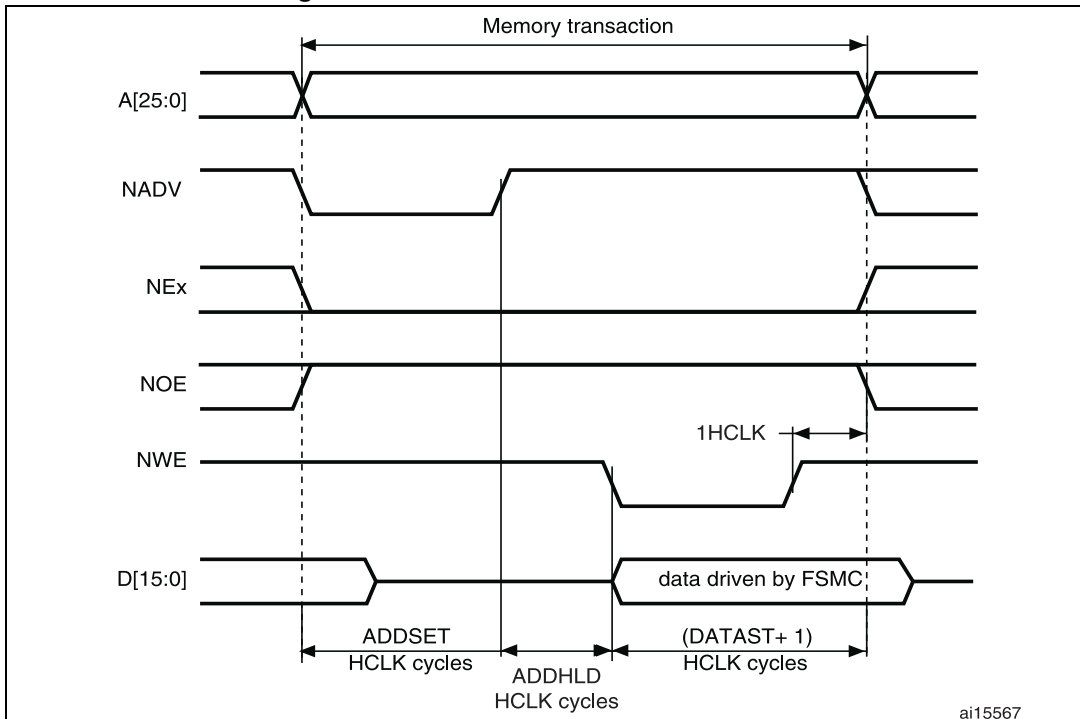 Memory transaction
A[25:0]
NADV
NEx
NOE
1HCLK
NWE
D[15:0]
data driven by FSMC
ADDSET
HCLK cycles
(DATAST+ 1)
HCLK cycles
ADDHLD
HCLK cycles
ai15567